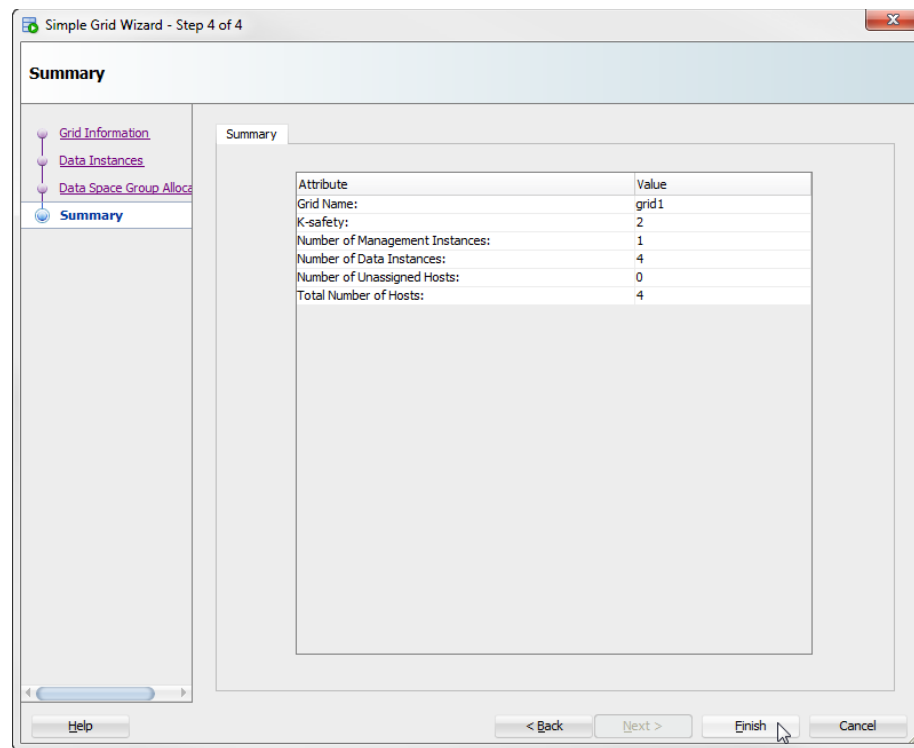 Simple Grid Wizard - Step 4 of 4
Summary
Grid Information
Data Instances
Data Space Group Alloca
Summary
Summary
Attribute Value
Grid Name: grid1
K-safety: 2
Number of Management Instances: 1
Number of Data Instances: 4
Number of Unassigned Hosts: 0
Total Number of Hosts: 4
Help < Back Next > Finish Cancel